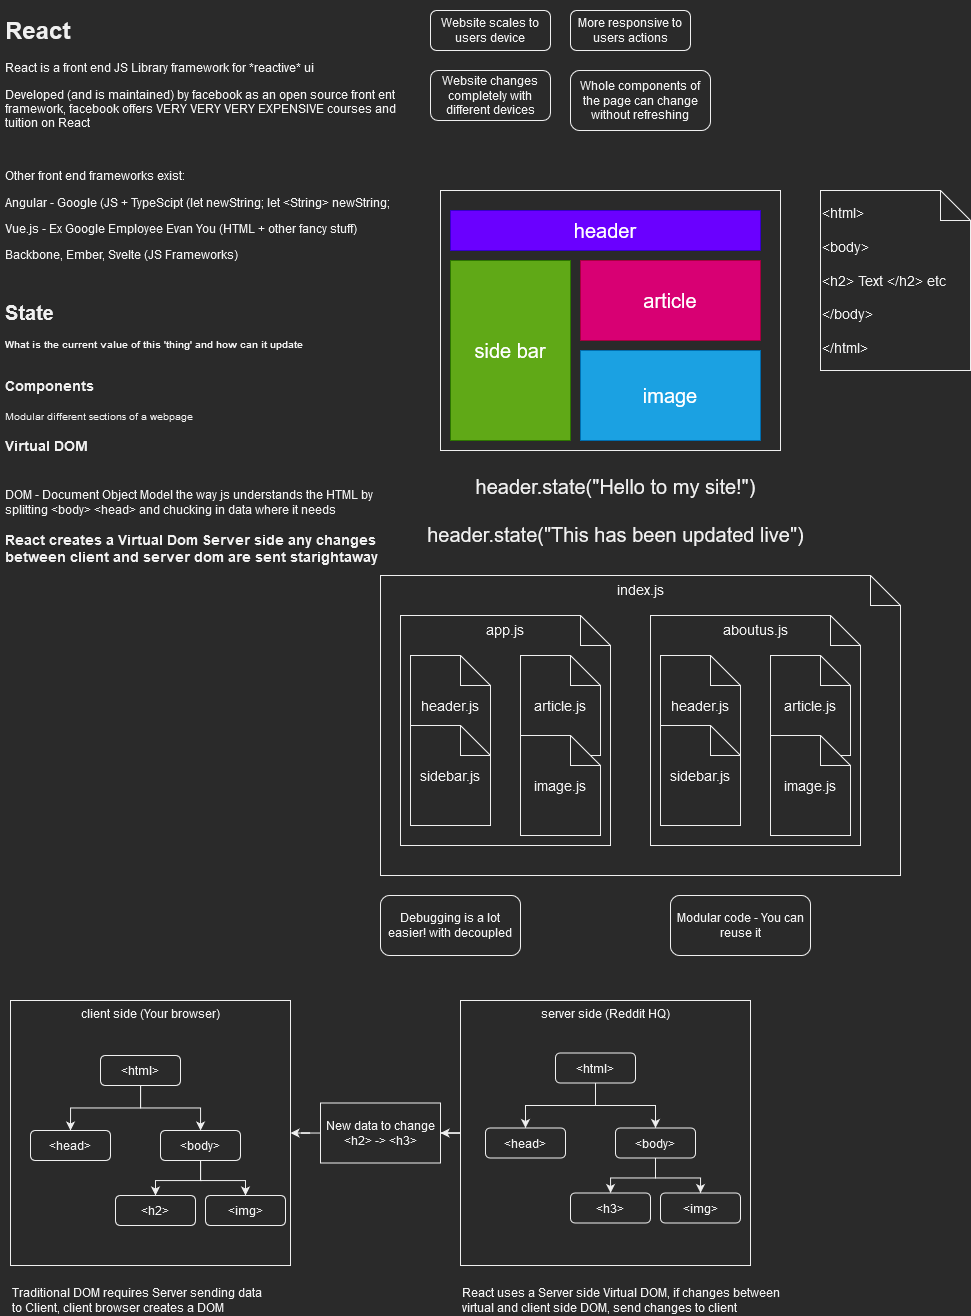 React
React is a front end JS Library framework for *reactive* ui
Developed (and is maintained) by facebook as an open source front ent
framework, facebook offers VERY VERY VERY EXPENSIVE courses and
tuition on React
Other front end frameworks exist:
Angular - Google (JS + TypeScipt (let newString; let <String> newString;
Vue.js - Ex Google Employee Evan You (HTML + other fancy stuff)
Backbone, Ember, Svelte (JS Frameworks)
State
What is the current value of this 'thing' and how can it update
Components
Modular different sections of a webpage
Virtual DOM
DOM - Document Object Model the way js understands the HTML by
splitting <body> <head> and chucking in data where it needs
React creates a Virtual Dom Server side any changes
between client and server dom are sent starightaway
Website scales to
users device
More responsive to
users actions
Website changes
completely with
different devices
Whole components of
the page can change
without refreshing
header
side bar
article
image
<html>
<body>
<h2> Text </h2> etc
</body>
</html>
header.state("Hello to my site!")
header.state("This has been updated live")
index.js
app.js
header.js
article.js
sidebar.js
image.js
aboutus.js
header.js
article.js
sidebar.js
image.js
Debugging is a lot
easier! with decoupled
Modular code - You can
reuse it
client side (Your browser)
<html>
<head>
<body>
<h2>
<img>
New data to change
<h2> -> <h3>
server side (Reddit HQ)
<html>
<head>
<body>
<h3>
<img>
Traditional DOM requires Server sending data
to Client, client browser creates a DOM
React uses a Server side Virtual DOM, if changes between
virtual and client side DOM, send changes to client